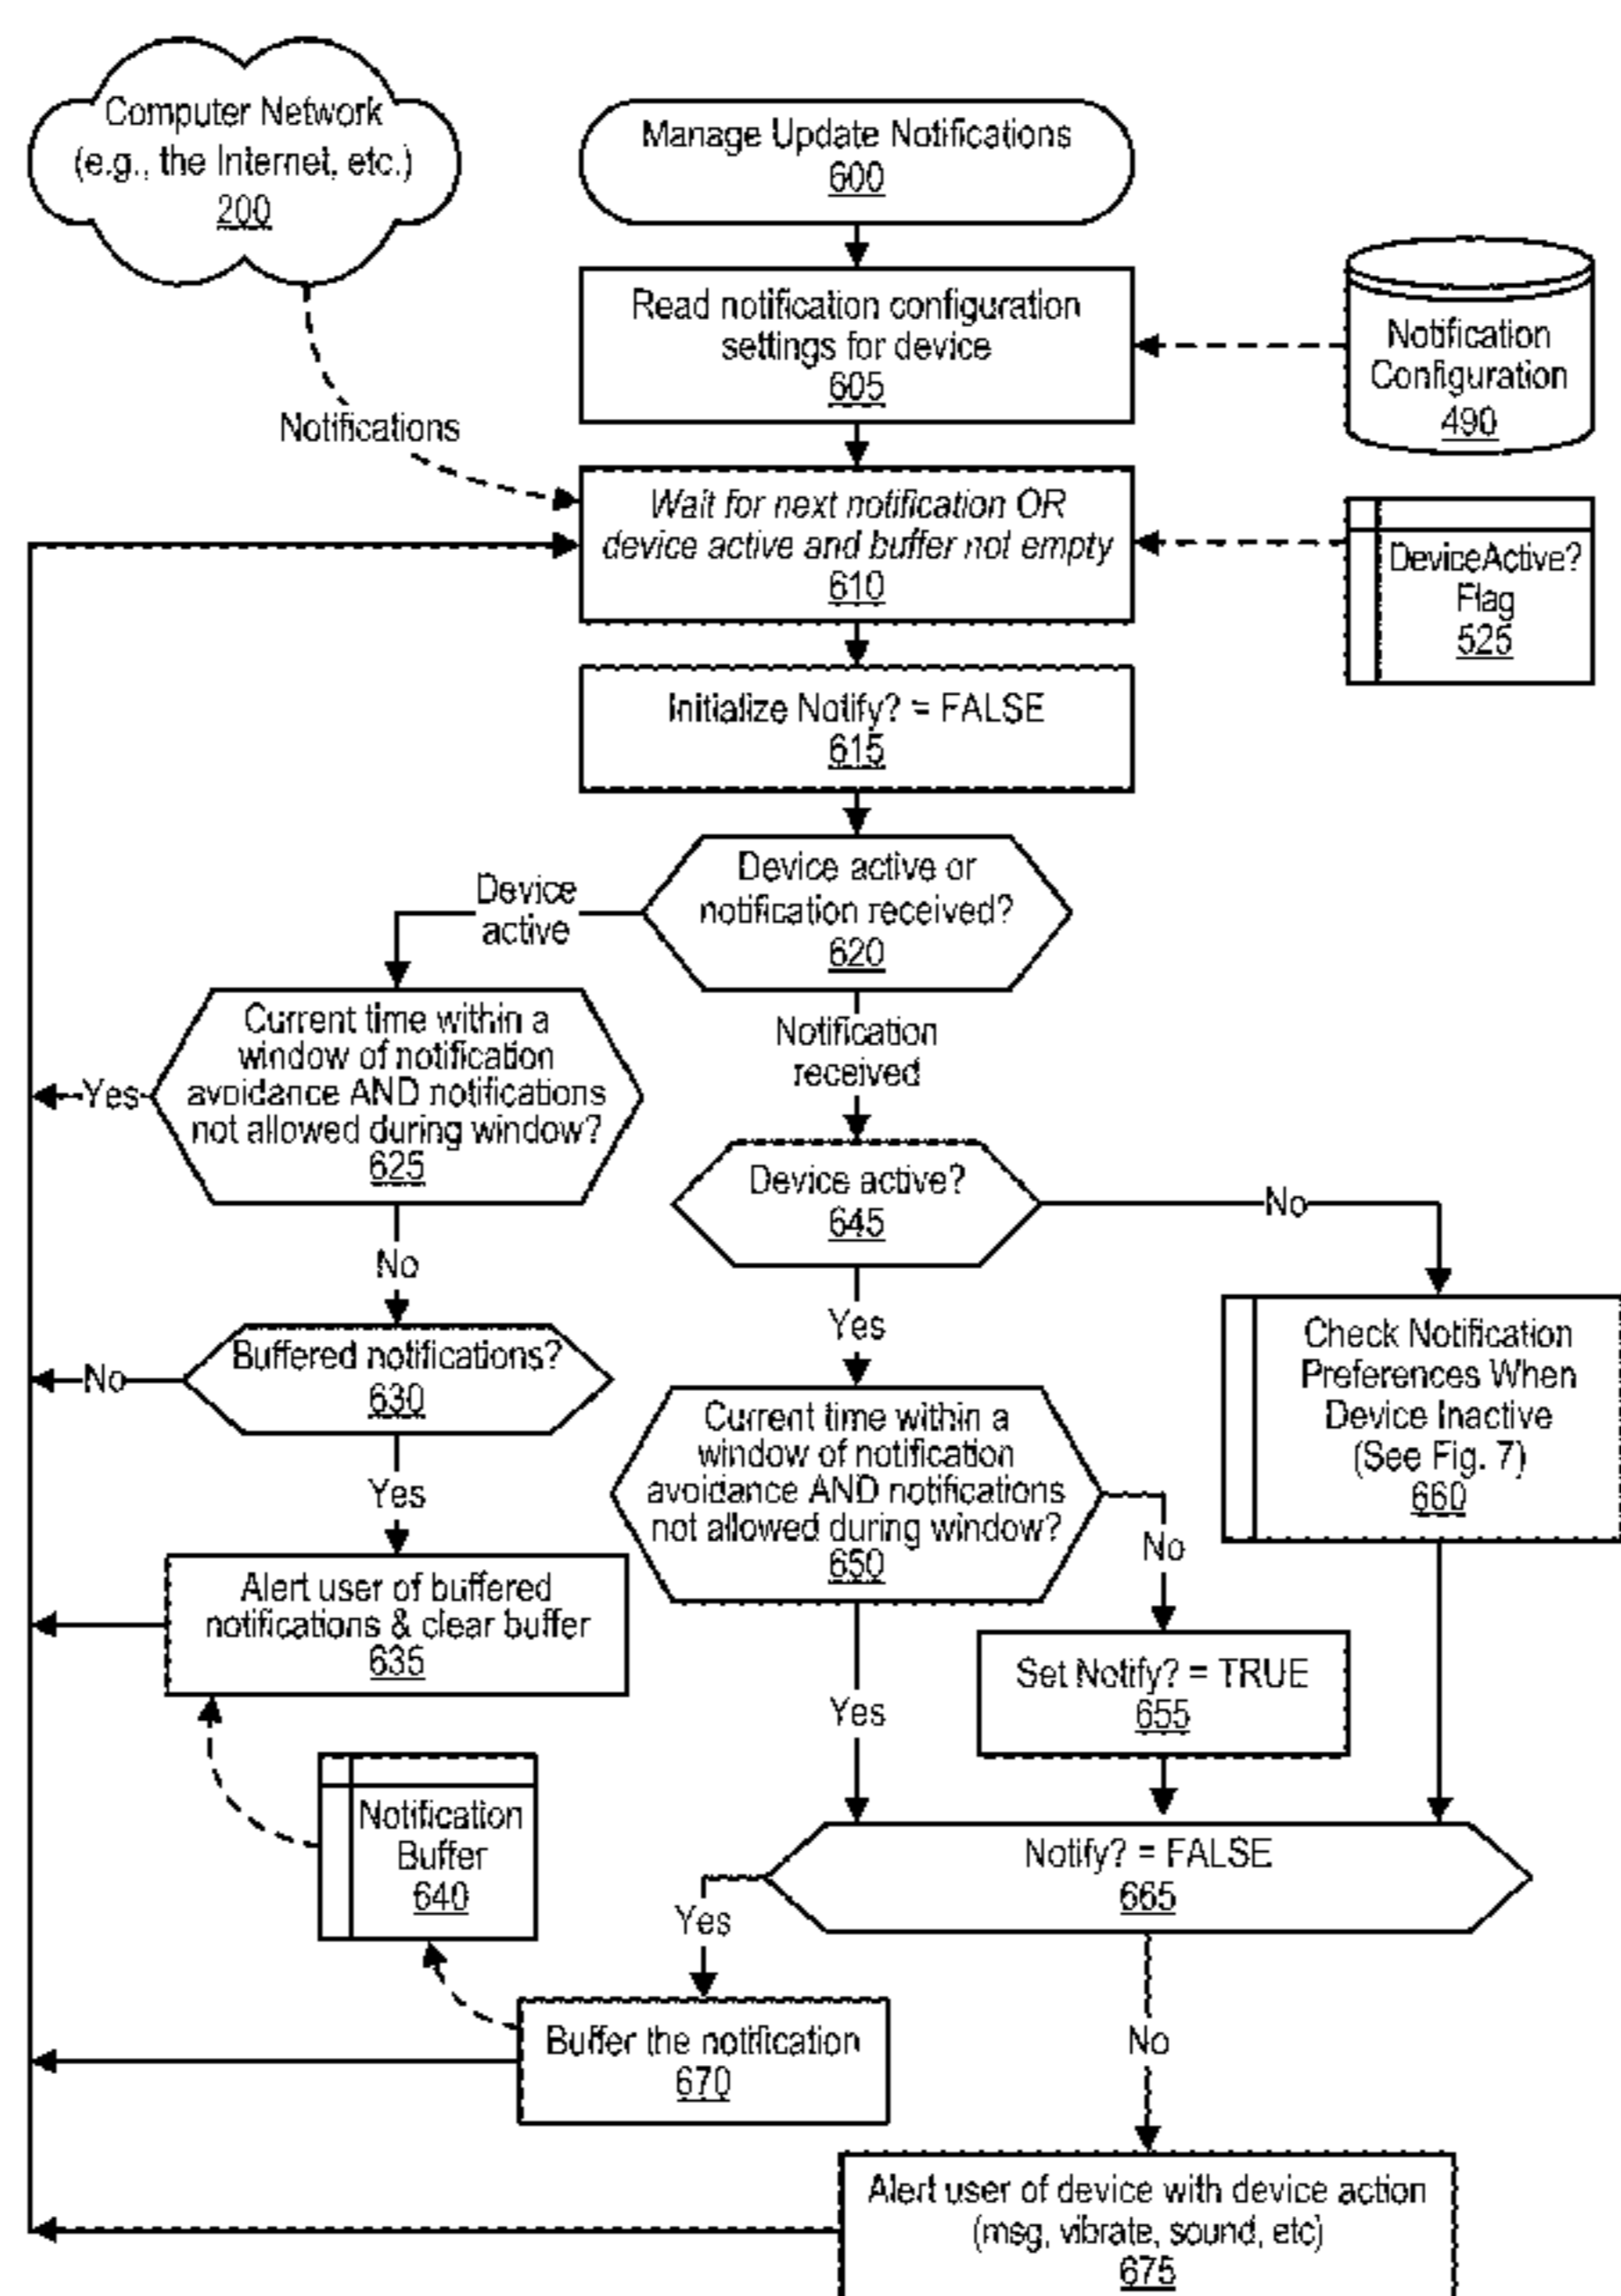 Computer Network
(e.g., the Internet, etc.)
200
Manage Update Notifications
600
Read notification configuration
settings for device
605
Notification
Configuration
490
Notifications
Wait for next notification OR
device active and buffer not empty
610
DeviceActive?
Flag
525
Initialize Notify? = FALSE
615
Device active or
notification received?
620
Device
active
Notification
received
Current time within a
window of notification
avoidance AND notifications
not allowed during window?
625
Yes
No
Device active?
645
No
Yes
Buffered notifications?
630
No
Yes
Check Notification
Preferences When
Device Inactive
(See Fig. 7)
660
Current time within a
window of notification
avoidance AND notifications
not allowed during window?
650
No
Yes
Alert user of buffered
notifications & clear buffer
635
Set Notify? = TRUE
655
Notification
Buffer
640
Notify? = FALSE
665
Yes
No
Buffer the notification
670
Alert user of device with device action
(msg, vibrate, sound, etc)
675